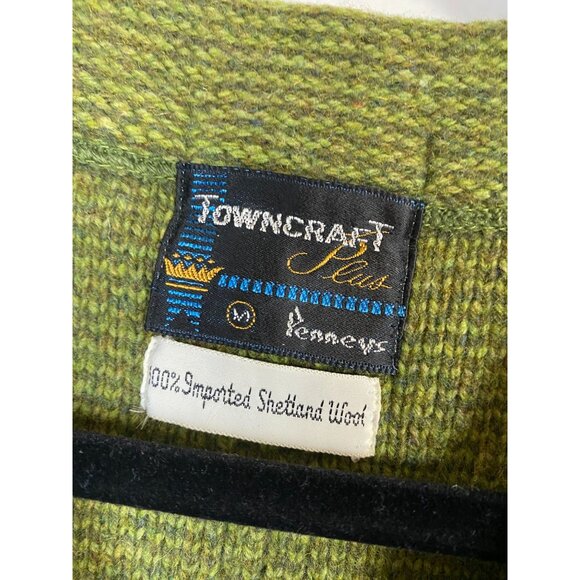 TOWNCRAFT
Plus
M Penneys
100% Imported Shetland Wool